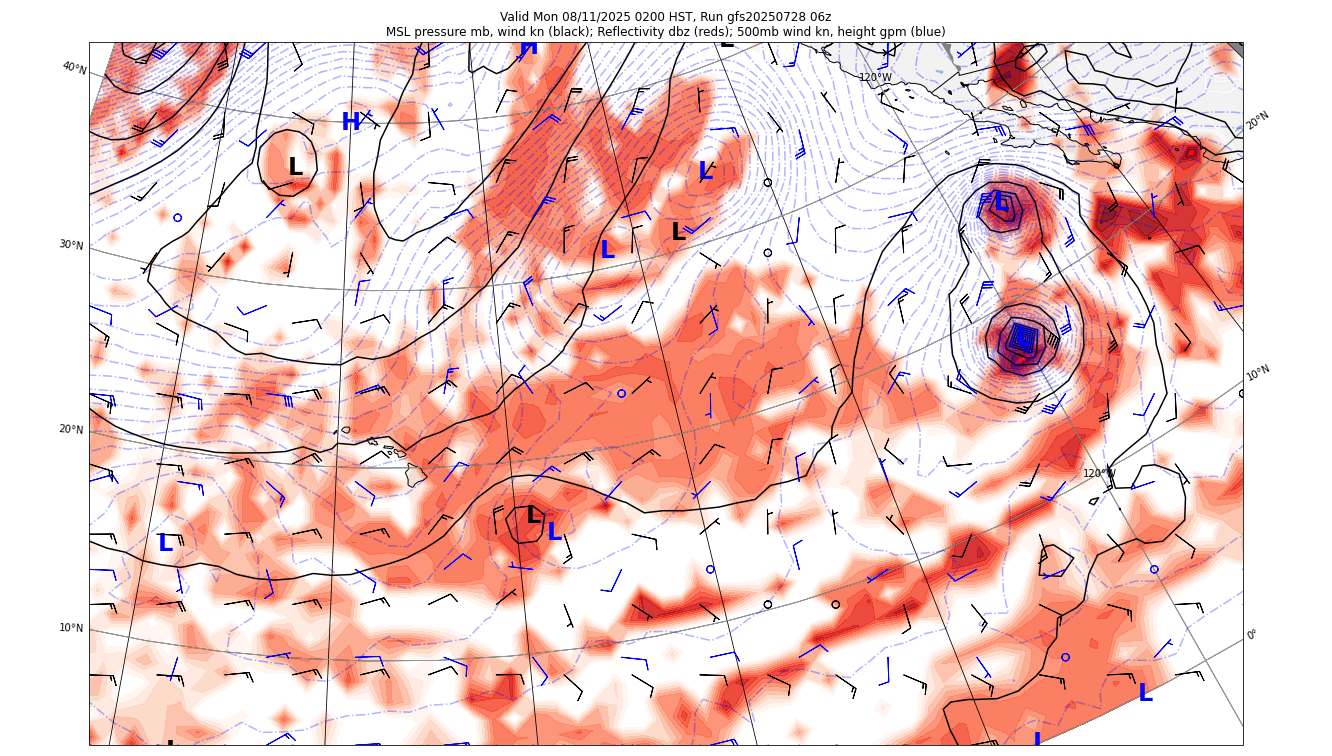 Valid Mon 08/11/2025 0200 HST, Run gfs20250728 06z
MSL pressure mb, wind kn (black); Reflectivity dbz (reds); 500mb wind kn, height gpm (blue)
H
L
40°N
120°W
H
20°N
L
L
L
L
30°N
L
10°N
20°N
120°W
L
L
L
10°N
0°
L
L
L